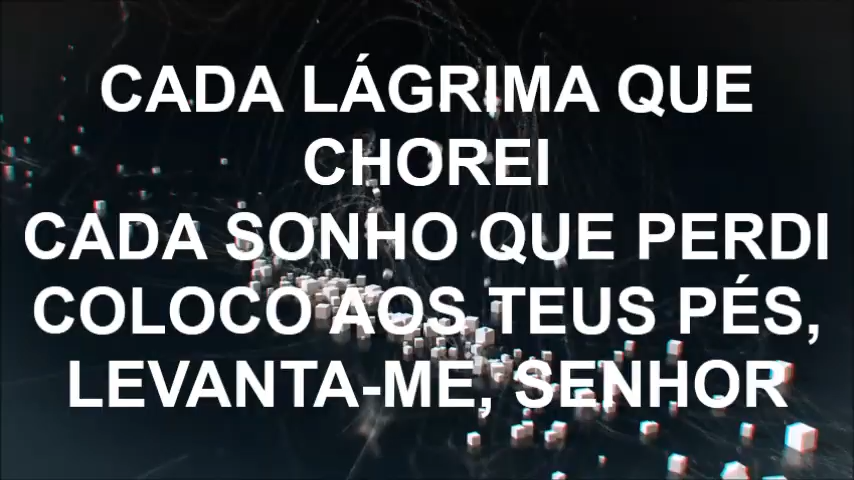 CADA LÁGRIMA QUE
CHOREI
CADA SONHO QUE PERDI
COLOCO AOS TEUS PÉS,
LEVANTA-ME, SENHOR